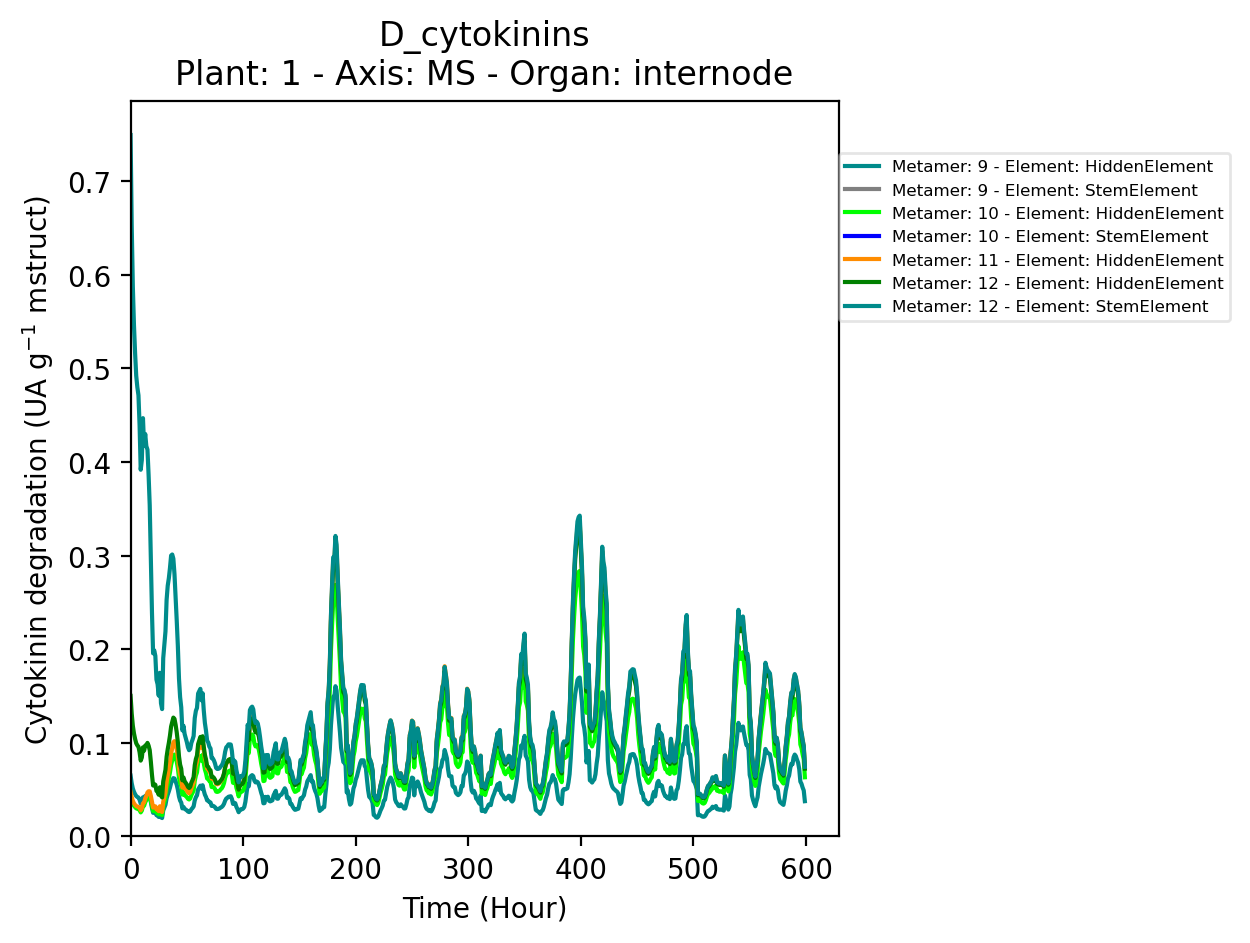 D_cytokinins
Plant: 1 - Axis: MS - Organ: internode
Cytokinin degradation (UA g⁻¹ mstruct)
0.7
0.6
0.5
0.4
0.3
0.2
0.1
0.0
0 100 200 300 400 500 600
Time (Hour)
Metamer: 9 - Element: HiddenElement
Metamer: 9 - Element: StemElement
Metamer: 10 - Element: HiddenElement
Metamer: 10 - Element: StemElement
Metamer: 11 - Element: HiddenElement
Metamer: 12 - Element: HiddenElement
Metamer: 12 - Element: StemElement